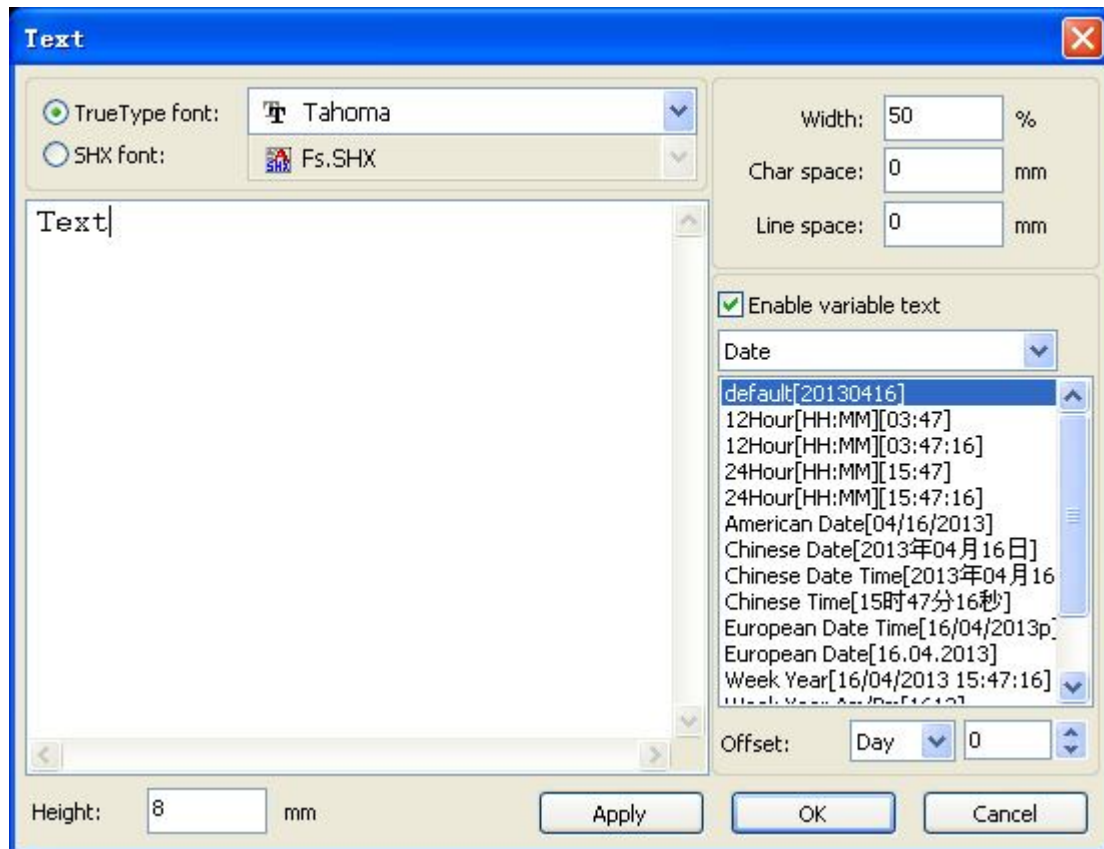 Text
TrueType font: Tahoma
SHX font: Fs.SHX
Text
Width: 50 %
Char space: 0 mm
Line space: 0 mm
Enable variable text
Date
default[20130416]
12Hour[HH:MM][03:47]
12Hour[HH:MM][03:47:16]
24Hour[HH:MM][15:47]
24Hour[HH:MM][15:47:16]
American Date[04/16/2013]
Chinese Date[2013年04月16日]
Chinese Date Time[2013年04月16
Chinese Time[15时47分16秒]
European Date Time[16/04/2013p]
European Date[16.04.2013]
Week Year[16/04/2013 15:47:16]
Offset: Day 0
Height: 8 mm Apply OK Cancel